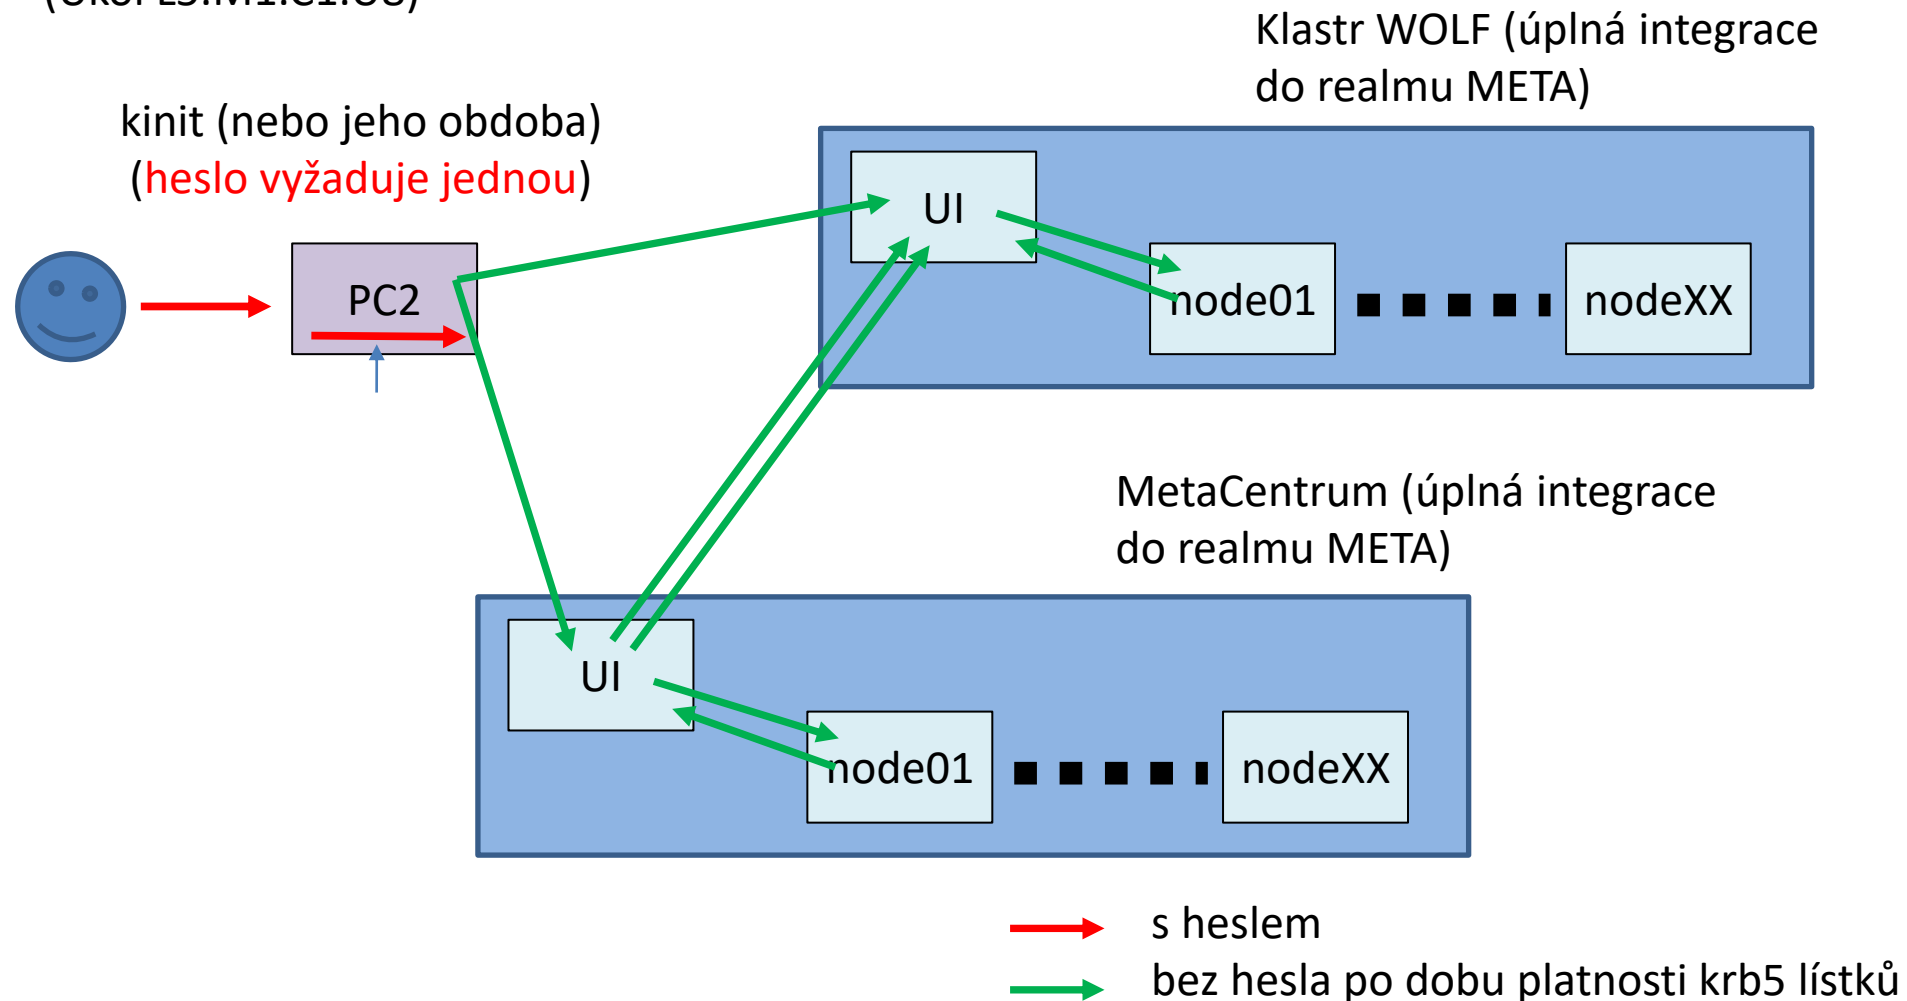 Klastr WOLF (úplná integrace
do realmu META)
kinit (nebo jeho obdoba)
(heslo vyžaduje jednou)
UI
PC2
node01
nodeXX
MetaCentrum (úplná integrace
do realmu META)
UI
node01
nodeXX
s heslem
bez hesla po dobu platnosti krb5 lístků